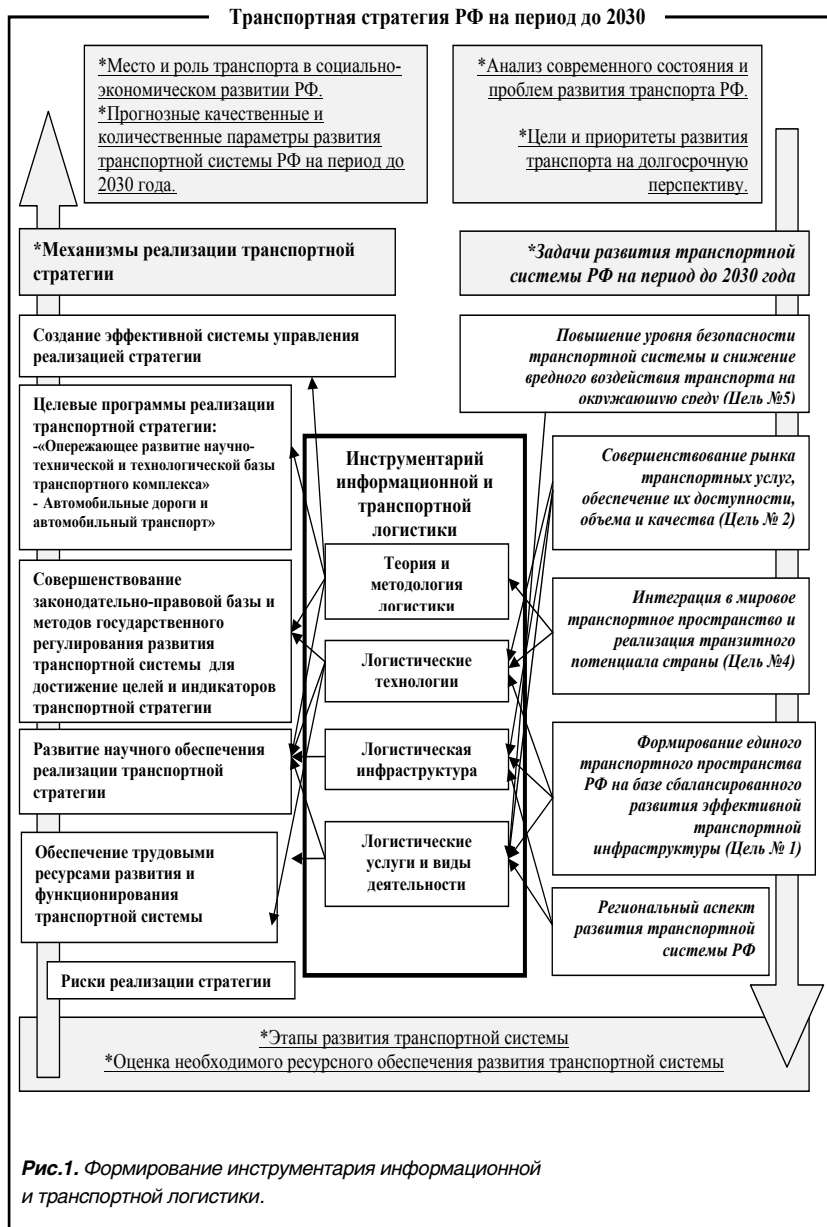 Транспортная стратегия РФ на период до 2030
*Место и роль транспорта в социально-
экономическом развитии РФ.
*Прогнозные качественные и
количественные параметры развития
транспортной системы РФ на период до
2030 года.
*Анализ современного состояния и
проблем развития транспорта РФ.
*Цели и приоритеты развития
транспорта на долгосрочную
перспективу.
*Механизмы реализации транспортной
стратегии
*Задачи развития транспортной
системы РФ на период до 2030 года
Создание эффективной системы управления
реализацией стратегии
Целевые программы реализации
транспортной стратегии:
-«Опережающее развитие научно-
технической и технологической базы
транспортного комплекса»
- Автомобильные дороги и
автомобильный транспорт»
Совершенствование
законодательно-правовой базы и
методов государственного
регулирования развития
транспортной системы для
достижение целей и индикаторов
транспортной стратегии
Развитие научного обеспечения
реализации транспортной
стратегии
Обеспечение трудовыми
ресурсами развития и
функционирования
транспортной системы
Риски реализации стратегии
Инструментарий
информационной и
транспортной
логистики
Теория и
методология
логистики
Логистические
технологии
Логистическая
инфраструктура
Логистические
услуги и виды
деятельности
Повышение уровня безопасности
транспортной системы и снижение
вредного воздействия транспорта на
окружающую среду (Цель №5)
Совершенствование рынка
транспортных услуг,
обеспечение их доступности,
объема и качества (Цель № 2)
Интеграция в мировое
транспортное пространство и
реализация транзитного
потенциала страны (Цель №4)
Формирование единого
транспортного пространства
РФ на базе сбалансированного
развития эффективной
транспортной
инфраструктуры (Цель № 1)
Региональный аспект
развития транспортной
системы РФ
*Этапы развития транспортной системы
*Оценка необходимого ресурсного обеспечения развития транспортной системы
Рис.1. Формирование инструментария информационной
и транспортной логистики.